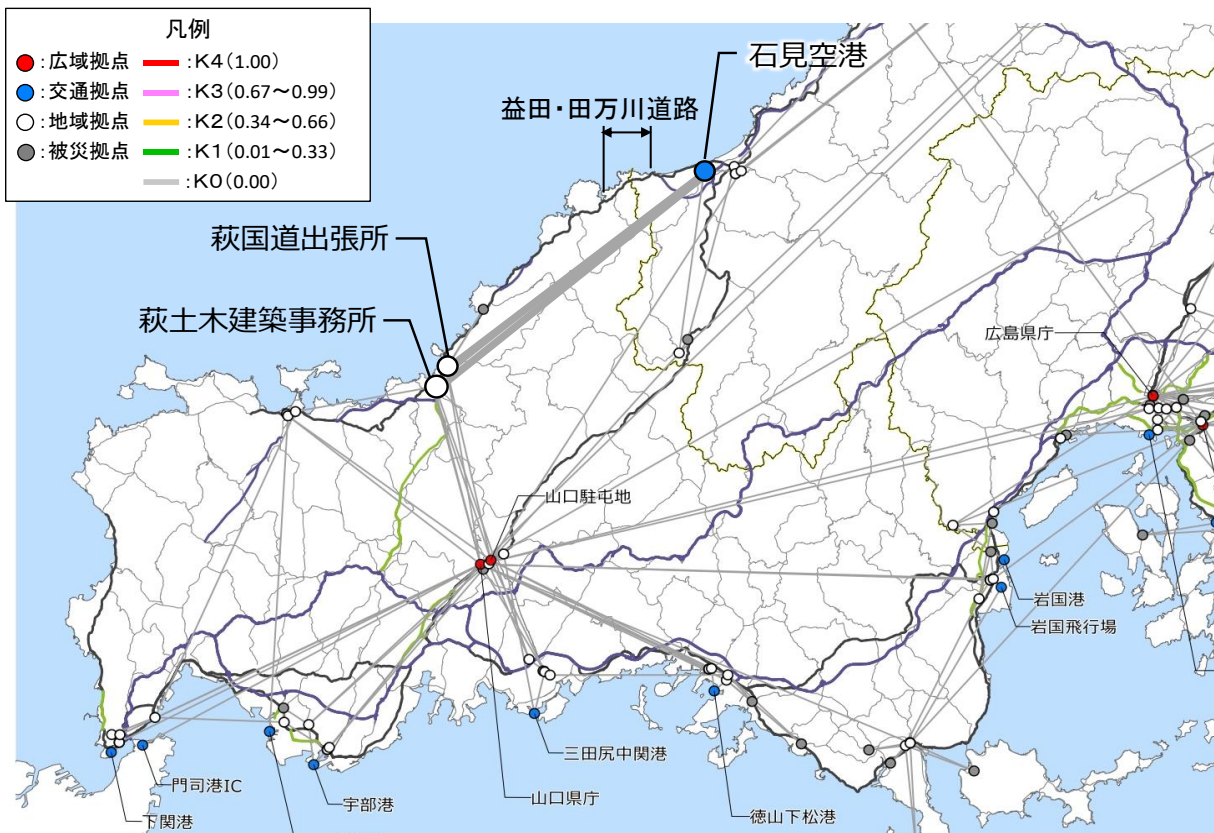 凡例
●:広域拠点 ━:K4(1.00)
●:交通拠点 ━:K3(0.67～0.99)
○:地域拠点 ━:K2(0.34～0.66)
●:被災拠点 ━:K1(0.01～0.33)
━:K0(0.00)
石見空港
益田・田万川道路
萩国道出張所
萩土木建築事務所
広島県庁
山口駐屯地
岩国港
岩国飛行場
三田尻中関港
門司港IC
山口県庁
宇部港
徳山下松港
下関港